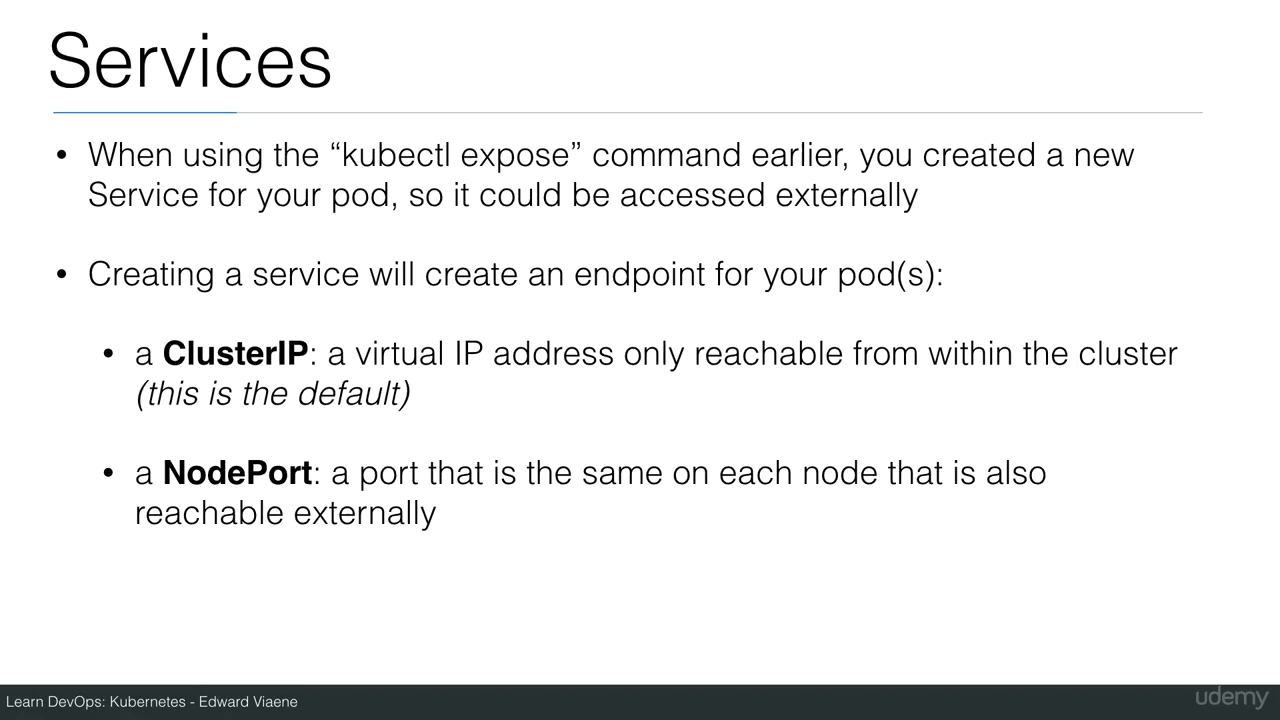 Services
• When using the “kubectl expose” command earlier, you created a new
Service for your pod, so it could be accessed externally
• Creating a service will create an endpoint for your pod(s):
• a ClusterIP: a virtual IP address only reachable from within the cluster
(this is the default)
• a NodePort: a port that is the same on each node that is also
reachable externally
Learn DevOps: Kubernetes - Edward Viaene
udemy